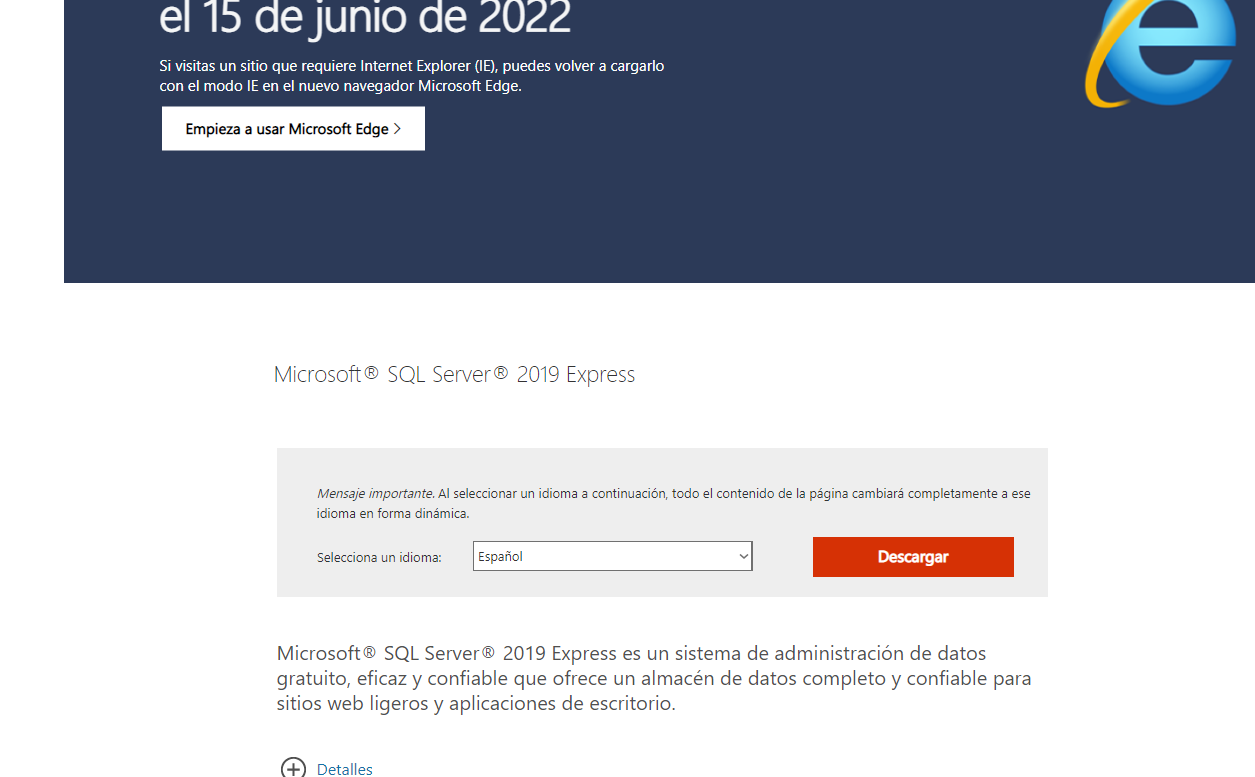 el 15 de junio de 2022
Si visitas un sitio que requiere Internet Explorer (IE), puedes volver a cargarlo
con el modo IE en el nuevo navegador Microsoft Edge.
Empieza a usar Microsoft Edge >
Microsoft® SQL Server® 2019 Express
Mensaje importante. Al seleccionar un idioma a continuación, todo el contenido de la página cambiará completamente a ese
idioma en forma dinámica.
Selecciona un idioma:
Español
Descargar
Microsoft® SQL Server® 2019 Express es un sistema de administración de datos
gratuito, eficaz y confiable que ofrece un almacén de datos completo y confiable para
sitios web ligeros y aplicaciones de escritorio.
Detalles